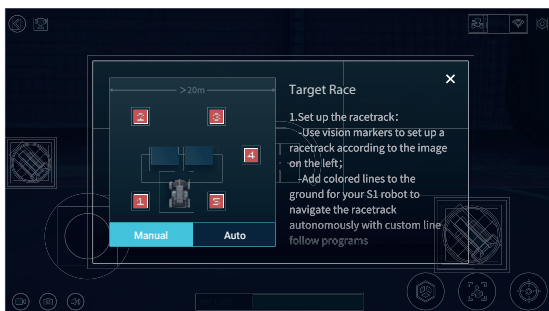 >20m
2
3
4
1
5
Manual
Auto
Target Race
1.Set up the racetrack:
-Use vision markers to set up a
racetrack according to the image
on the left;
-Add colored lines to the
ground for your S1 robot to
navigate the racetrack
autonomously with custom line
follow programs